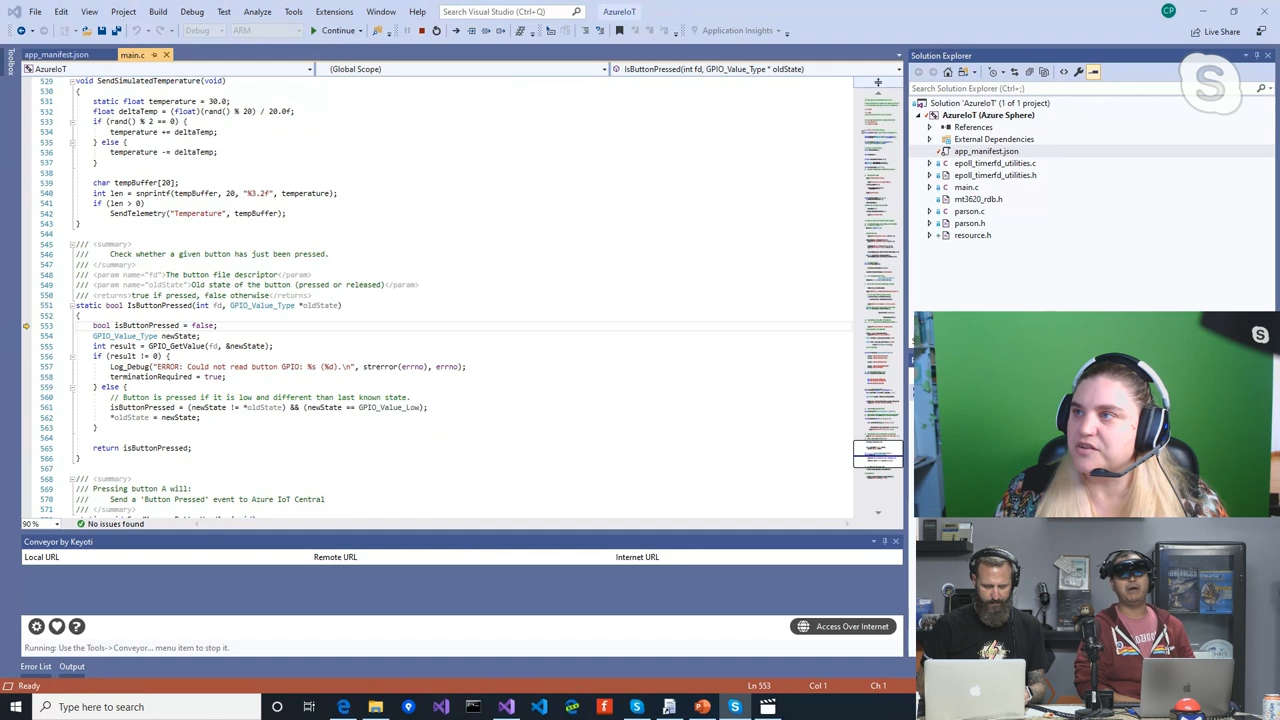 File Edit View Project Build Debug Test Analyze Tools Extensions Window Help Search Visual Studio (Ctrl+Q) AzureIoT CP
Debug ARM Continue Application Insights Live Share
Toolbox
app_manifest.json main.c
AzureIoT (Global Scope) IsButtonPressed(int fd, GPIO_Value_Type * oldState)
529 void SendSimulatedTemperature(void)
530 {
531 static float temperature = 30.0;
532 float deltaTemp = (float)(rand() % 20) / 20.0f;
533 if (rand() % 2 == 0) {
534 temperature += deltaTemp;
535 } else {
536 temperature -= deltaTemp;
537 }
538
539 char tempBuffer[20];
540 int len = snprintf(tempBuffer, 20, "%3.2f", temperature);
541 if (len > 0)
542 SendTelemetry("Temperature", tempBuffer);
543 }
544
545 /// <summary>
546 /// Check whether a given button has just been pressed.
547 /// </summary>
548 /// <param name="fd">The button file descriptor</param>
549 /// <param name="oldState">Old state of the button (pressed or released)</param>
550 /// <returns>true if pressed, false otherwise</returns>
551 static bool IsButtonPressed(int fd, GPIO_Value_Type *oldState)
552 {
553 bool isButtonPressed = false;
554 GPIO_Value_Type newState;
555 int result = GPIO_GetValue(fd, &newState);
556 if (result != 0) {
557 Log_Debug("ERROR: Could not read button GPIO: %s (%d).\n", strerror(errno), errno);
558 terminationRequired = true;
559 } else {
560 // Button is pressed if it is low and different than last known state.
561 isButtonPressed = (newState != *oldState) && (newState == GPIO_Value_Low);
562 *oldState = newState;
563 }
564
565 return isButtonPressed;
566 }
567
568 /// <summary>
569 /// Pressing button A will:
570 /// Send a 'Button Pressed' event to Azure IoT Central
571 /// </summary>
90 % No issues found
Conveyor by Keyoti
Local URL Remote URL Internet URL
Access Over Internet
Running: Use the Tools->Conveyor... menu item to stop it.
Error List Output
Ready Ln 553 Col 1 Ch 1
Type here to search
Solution Explorer
Search Solution Explorer (Ctrl+;)
Solution 'AzureIoT' (1 of 1 project)
AzureIoT (Azure Sphere)
References
External Dependencies
app_manifest.json
epoll_timerfd_utilities.c
epoll_timerfd_utilities.h
main.c
mt3620_rdb.h
parson.c
parson.h
resource.h